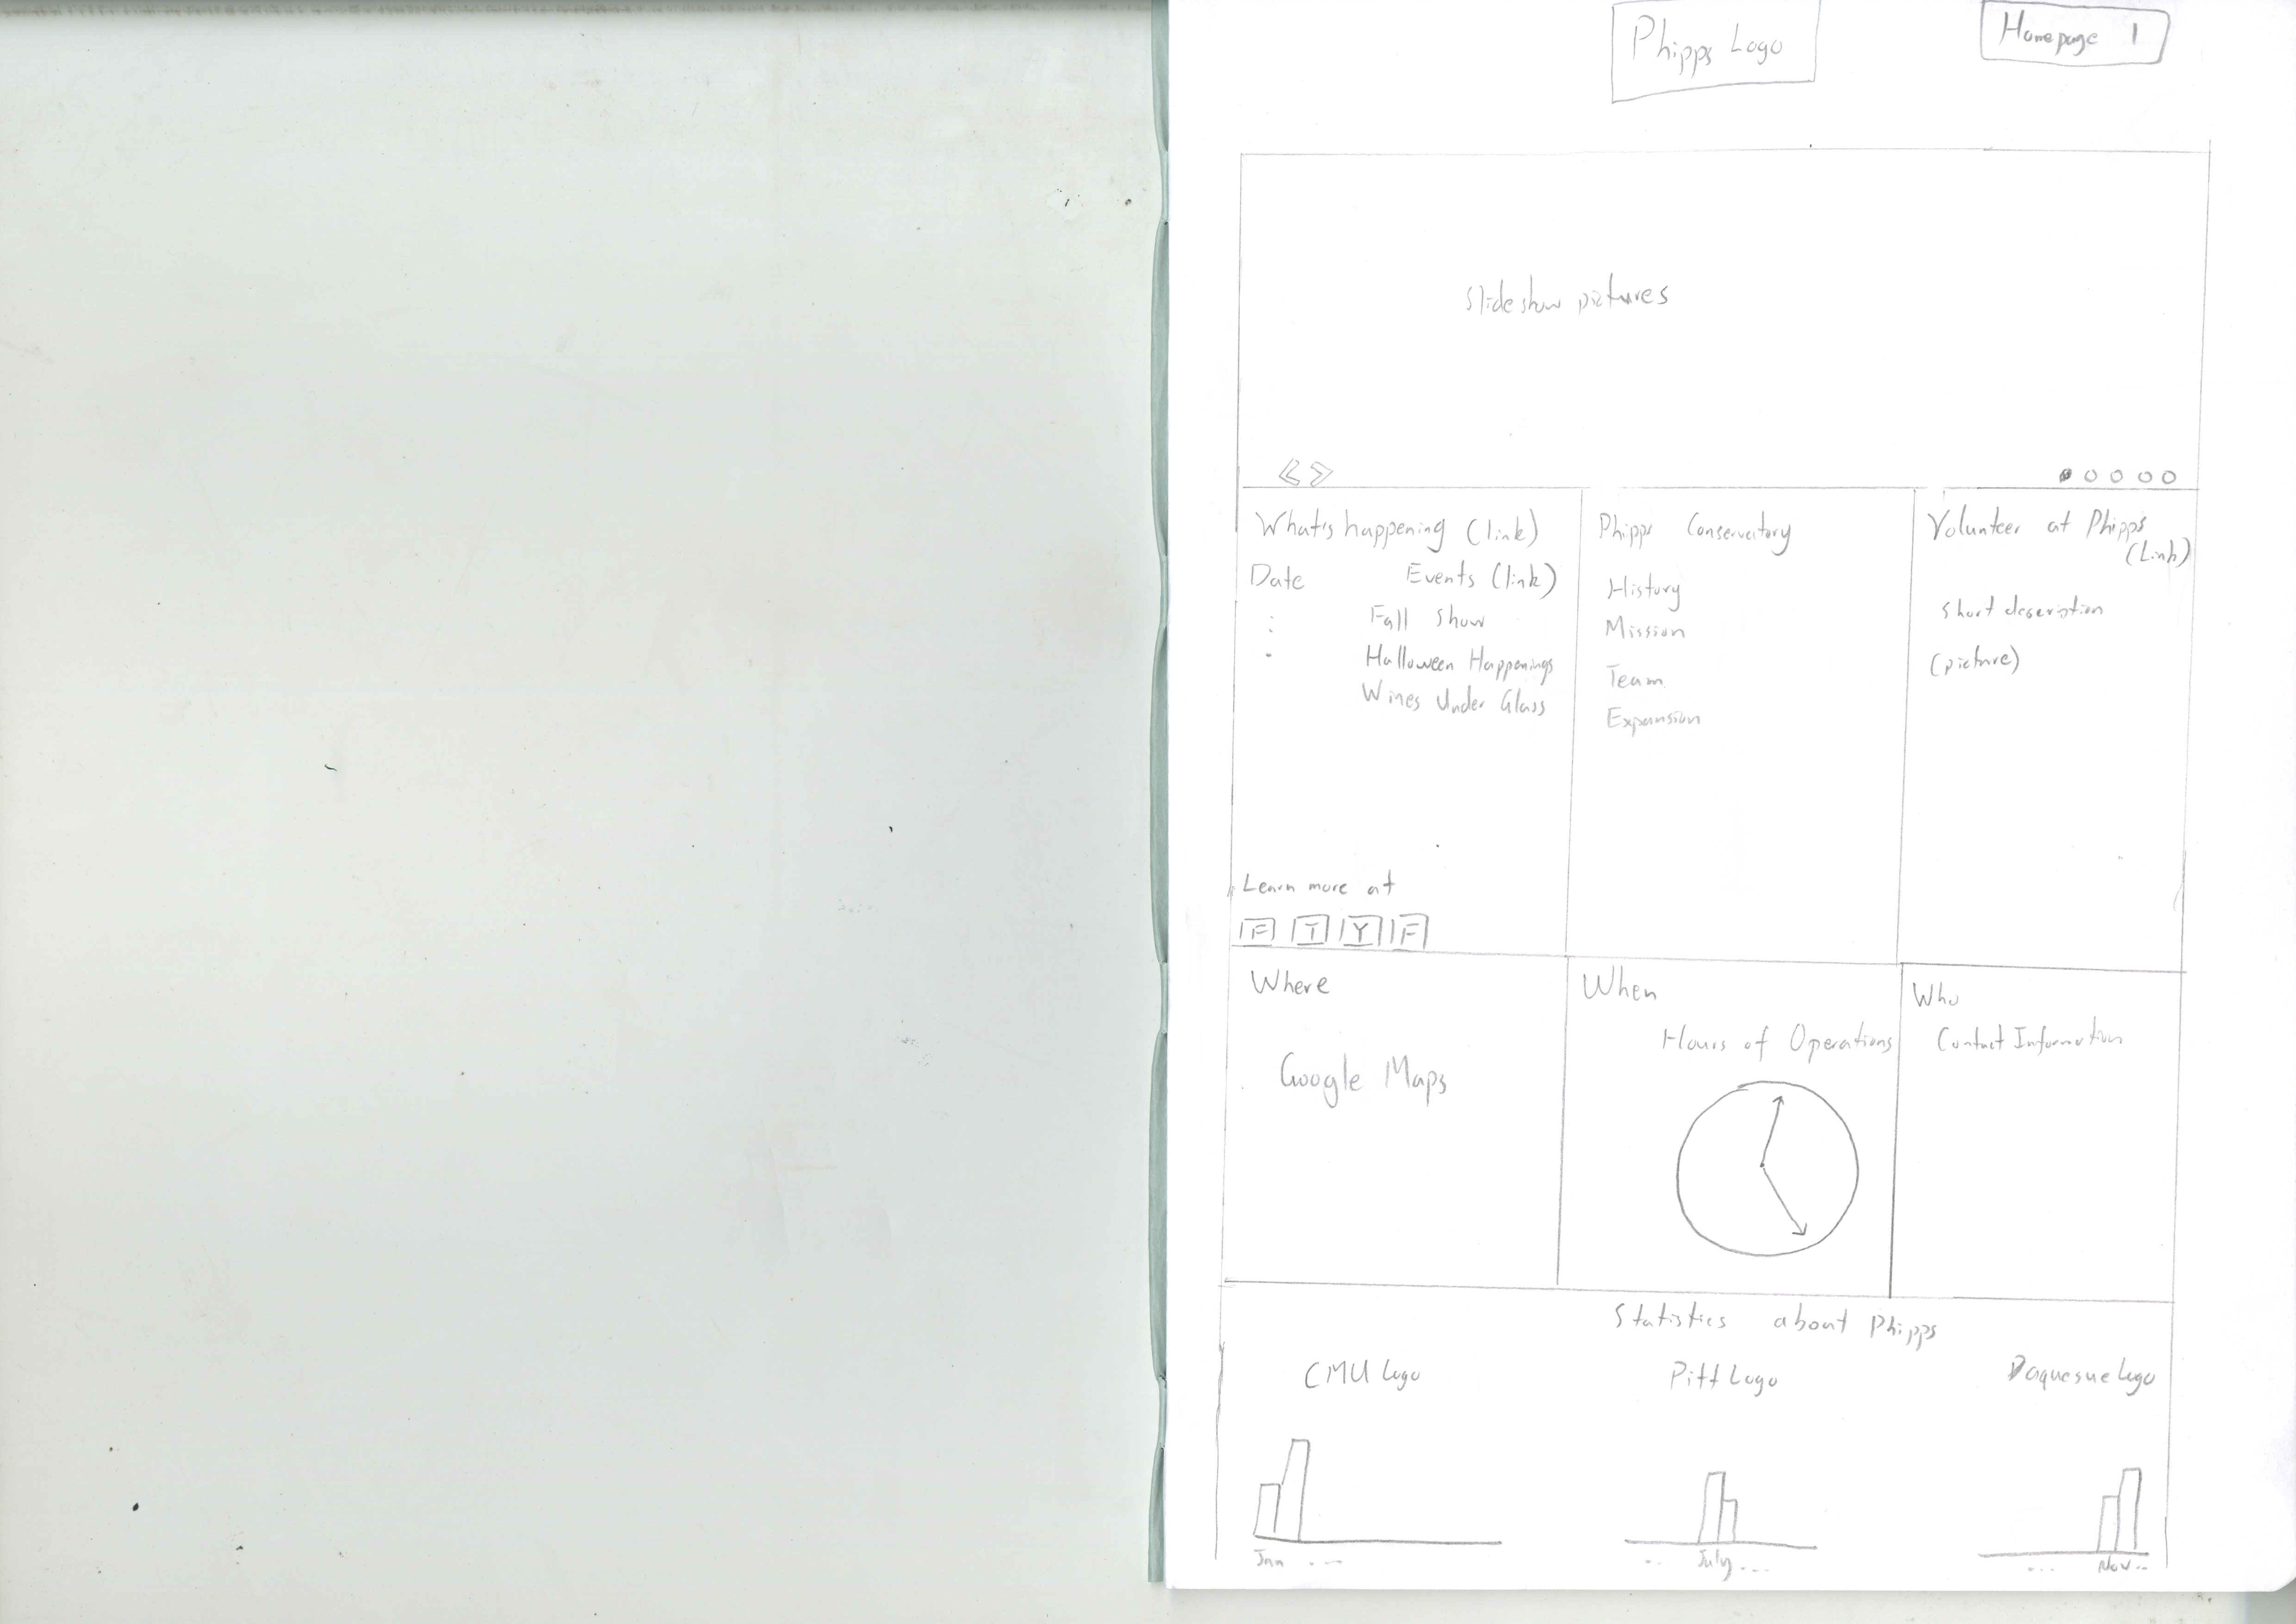 Phipps Logo
Homepage 1
Slideshow pictures
What's happening (link)
Date Events (link)
Fall Show
Halloween Happenings
Wines Under Glass
Learn more at
F T Y F
Phipps Conservatory
History
Mission
Team
Expansion
Volunteer at Phipps
(Link)
Short description
(picture)
Where
Google Maps
When
Hours of Operations
Who
Contact Information
Statistics about Phipps
CMU Logo
Pitt Logo
Duquesne Logo
Jan
July
Nov